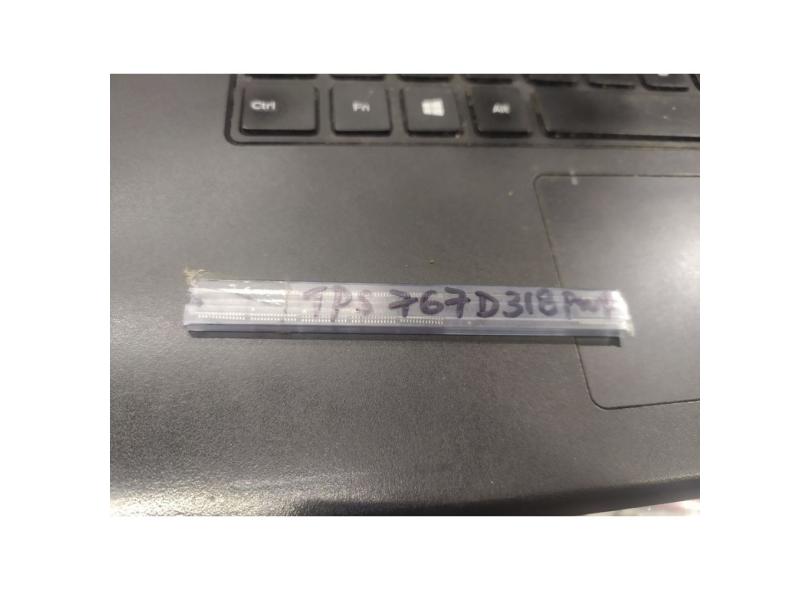 Ctrl
Fn
Alt
TPS 767D318